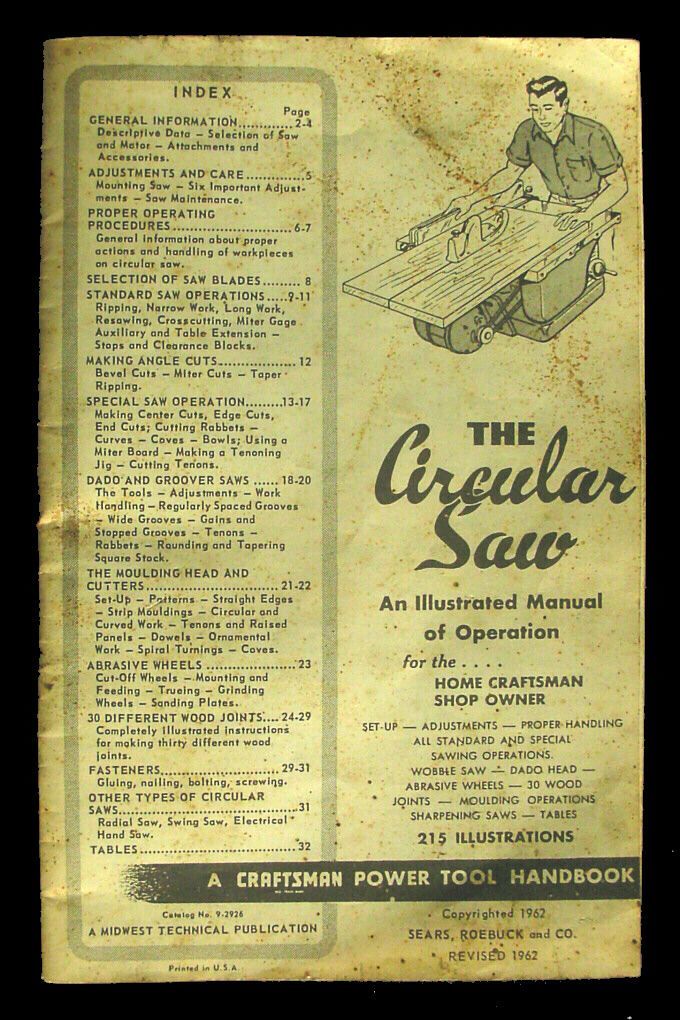 INDEX
Page
GENERAL INFORMATION.............2-4
Descriptive Data — Selection of Saw
and Motor — Attachments and
Accessories.
ADJUSTMENTS AND CARE..............5
Mounting Saw — Six Important Adjust-
ments — Saw Maintenance.
PROPER OPERATING
PROCEDURES............................6-7
General information about proper
actions and handling of workpieces
on circular saw.
SELECTION OF SAW BLADES......... 8
STANDARD SAW OPERATIONS.....9-11
Ripping, Narrow Work, Long Work,
Resawing, Crosscutting, Miter Gage
Auxiliary and Table Extension —
Stops and Clearance Blocks.
MAKING ANGLE CUTS.................. 12
Bevel Cuts — Miter Cuts — Taper
Ripping.
SPECIAL SAW OPERATION.........13-17
Making Center Cuts, Edge Cuts,
End Cuts; Cutting Rabbets —
Curves — Coves — Bowls; Using a
Miter Board — Making a Tenoning
Jig — Cutting Tenons.
DADO AND GROOVER SAWS ...... 18-20
The Tools — Adjustments — Work
Handling — Regularly Spaced Grooves
— Wide Grooves — Gains and
Stopped Grooves — Tenons —
Rabbets — Rounding and Tapering
Square Stock.
THE MOULDING HEAD AND
CUTTERS................................ 21-22
Set-Up — Patterns — Straight Edges
— Strip Mouldings — Circular and
Curved Work — Tenons and Raised
Panels — Dowels — Ornamental
Work — Spiral Turnings — Coves.
ABRASIVE WHEELS ......................23
Cut-Off Wheels — Mounting and
Feeding — Trueing — Grinding
Wheels — Sanding Plates.
30 DIFFERENT WOOD JOINTS.... 24-29
Completely illustrated instructions
for making thirty different wood
joints.
FASTENERS............................29-31
Gluing, nailing, bolting, screwing.
OTHER TYPES OF CIRCULAR
SAWS...........................................31
Radial Saw, Swing Saw, Electrical
Hand Saw.
TABLES......................................32
THE
Circular
Saw
An Illustrated Manual
of Operation
for the . . . .
HOME CRAFTSMAN
SHOP OWNER
SET-UP — ADJUSTMENTS — PROPER HANDLING
ALL STANDARD AND SPECIAL
SAWING OPERATIONS.
WOBBLE SAW — DADO HEAD —
ABRASIVE WHEELS — 30 WOOD
JOINTS — MOULDING OPERATIONS
SHARPENING SAWS — TABLES
215 ILLUSTRATIONS
A CRAFTSMAN POWER TOOL HANDBOOK
Catalog No. 9-2926
A MIDWEST TECHNICAL PUBLICATION
Printed in U.S.A.
Copyrighted 1962
SEARS, ROEBUCK and CO.
REVISED 1962